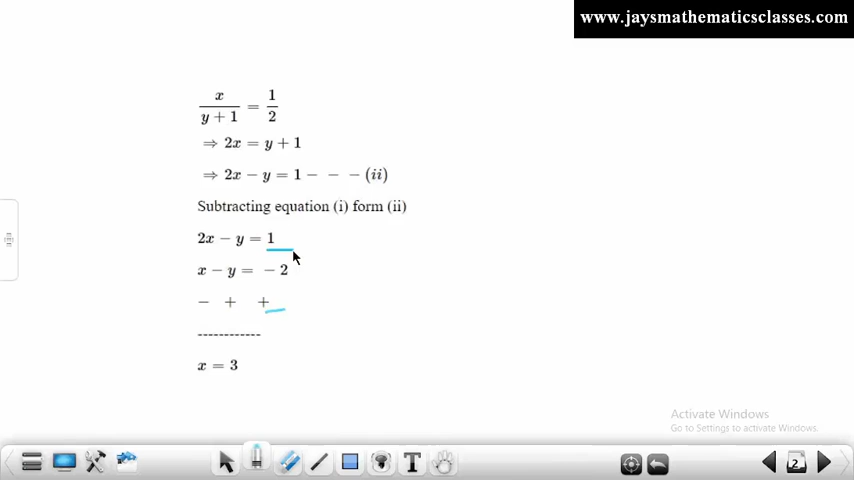 www.jaysmathematicsclasses.com
x/(y + 1) = 1/2
⇒ 2x = y + 1
⇒ 2x − y = 1 − − − (ii)
Subtracting equation (i) form (ii)
2x − y = 1
x − y = − 2
− + +
------------
x = 3
Activate Windows
Go to Settings to activate Windows.
T 2